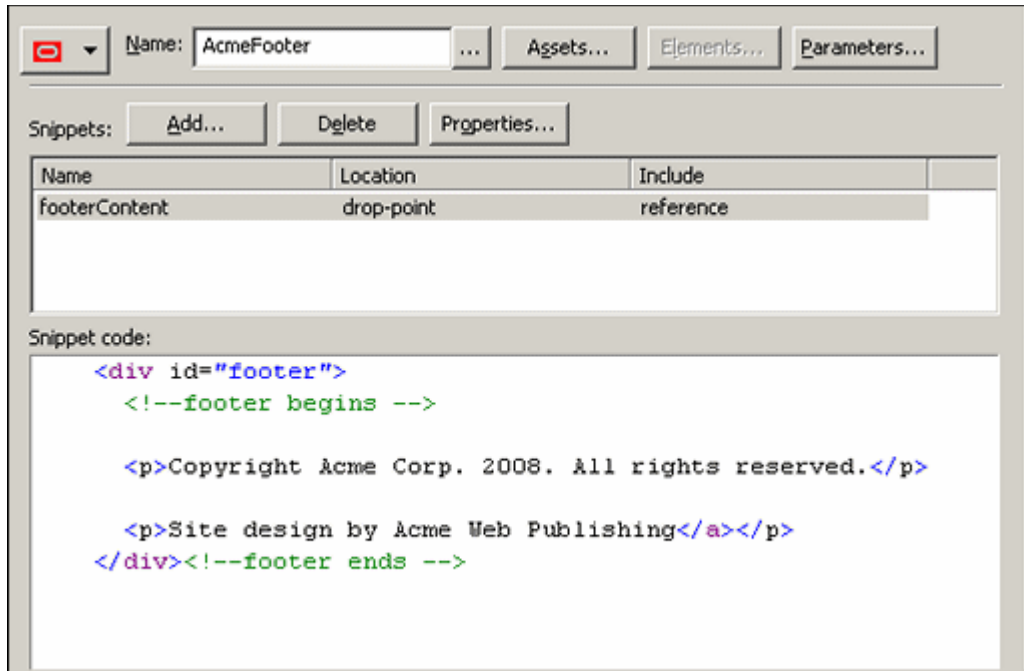 Name: AcmeFooter ... Assets... Elements... Parameters...
Snippets: Add... Delete Properties...
Name Location Include
footerContent drop-point reference
Snippet code:
<div id="footer">
<!--footer begins -->
<p>Copyright Acme Corp. 2008. All rights reserved.</p>
<p>Site design by Acme Web Publishing</a></p>
</div><!--footer ends -->